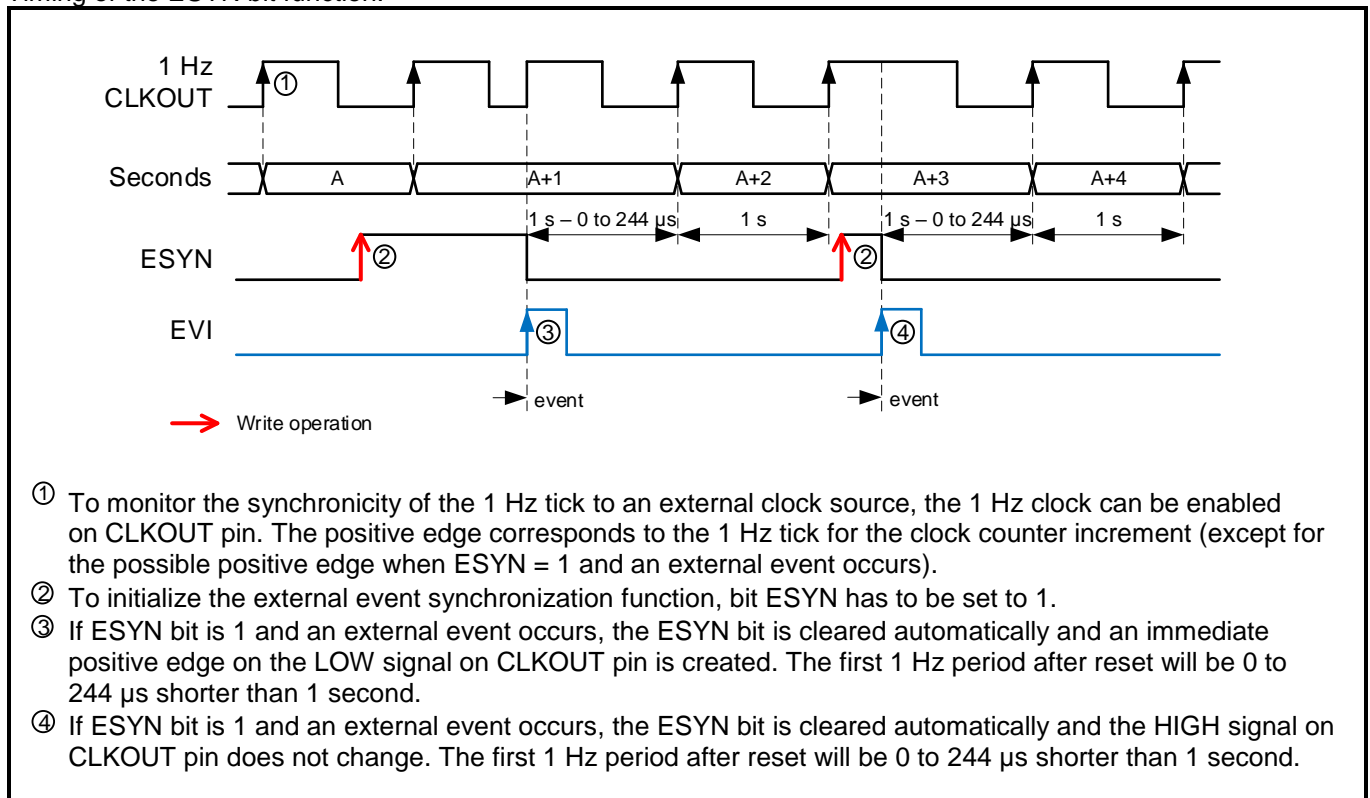 Timing of the ESYN bit function:
1 Hz
CLKOUT
①
Seconds
A
A+1
A+2
A+3
A+4
1 s – 0 to 244 µs
1 s
1 s – 0 to 244 µs
1 s
ESYN
②
②
EVI
③
④
event
event
Write operation
① To monitor the synchronicity of the 1 Hz tick to an external clock source, the 1 Hz clock can be enabled
on CLKOUT pin. The positive edge corresponds to the 1 Hz tick for the clock counter increment (except for
the possible positive edge when ESYN = 1 and an external event occurs).
② To initialize the external event synchronization function, bit ESYN has to be set to 1.
③ If ESYN bit is 1 and an external event occurs, the ESYN bit is cleared automatically and an immediate
positive edge on the LOW signal on CLKOUT pin is created. The first 1 Hz period after reset will be 0 to
244 µs shorter than 1 second.
④ If ESYN bit is 1 and an external event occurs, the ESYN bit is cleared automatically and the HIGH signal on
CLKOUT pin does not change. The first 1 Hz period after reset will be 0 to 244 µs shorter than 1 second.